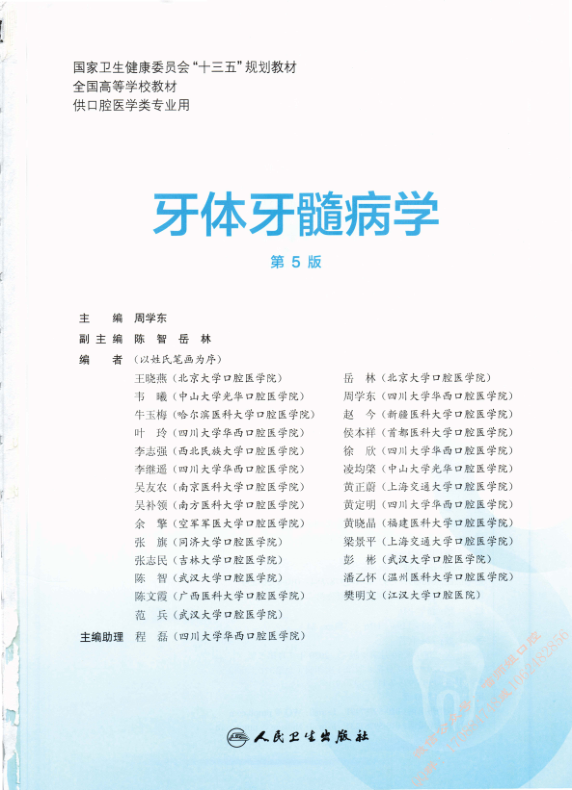 国家卫生健康委员会“十三五”规划教材
全国高等学校教材
供口腔医学类专业用
牙体牙髓病学
第 5 版
主 编 周学东
副主编 陈 智 岳 林
编 者 (以姓氏笔画为序)
王晓燕(北京大学口腔医学院)
韦 曦(中山大学光华口腔医学院)
牛玉梅(哈尔滨医科大学口腔医学院)
叶 玲(四川大学华西口腔医学院)
李志强(西北民族大学口腔医学院)
李继遥(四川大学华西口腔医学院)
吴友农(南京医科大学口腔医学院)
吴补领(南方医科大学口腔医学院)
余 擎(空军军医大学口腔医学院)
张 旗(同济大学口腔医学院)
张志民(吉林大学口腔医学院)
陈 智(武汉大学口腔医学院)
陈文霞(广西医科大学口腔医学院)
范 兵(武汉大学口腔医学院)
岳 林(北京大学口腔医学院)
周学东(四川大学华西口腔医学院)
赵 今(新疆医科大学口腔医学院)
侯本祥(首都医科大学口腔医学院)
徐 欣(四川大学华西口腔医学院)
凌均棨(中山大学光华口腔医学院)
黄正蔚(上海交通大学口腔医学院)
黄定明(四川大学华西口腔医学院)
黄晓晶(福建医科大学口腔医学院)
梁景平(上海交通大学口腔医学院)
彭 彬(武汉大学口腔医学院)
潘乙怀(温州医科大学口腔医学院)
樊明文(江汉大学口腔医院)
主编助理 程 磊(四川大学华西口腔医学院)
人民卫生出版社